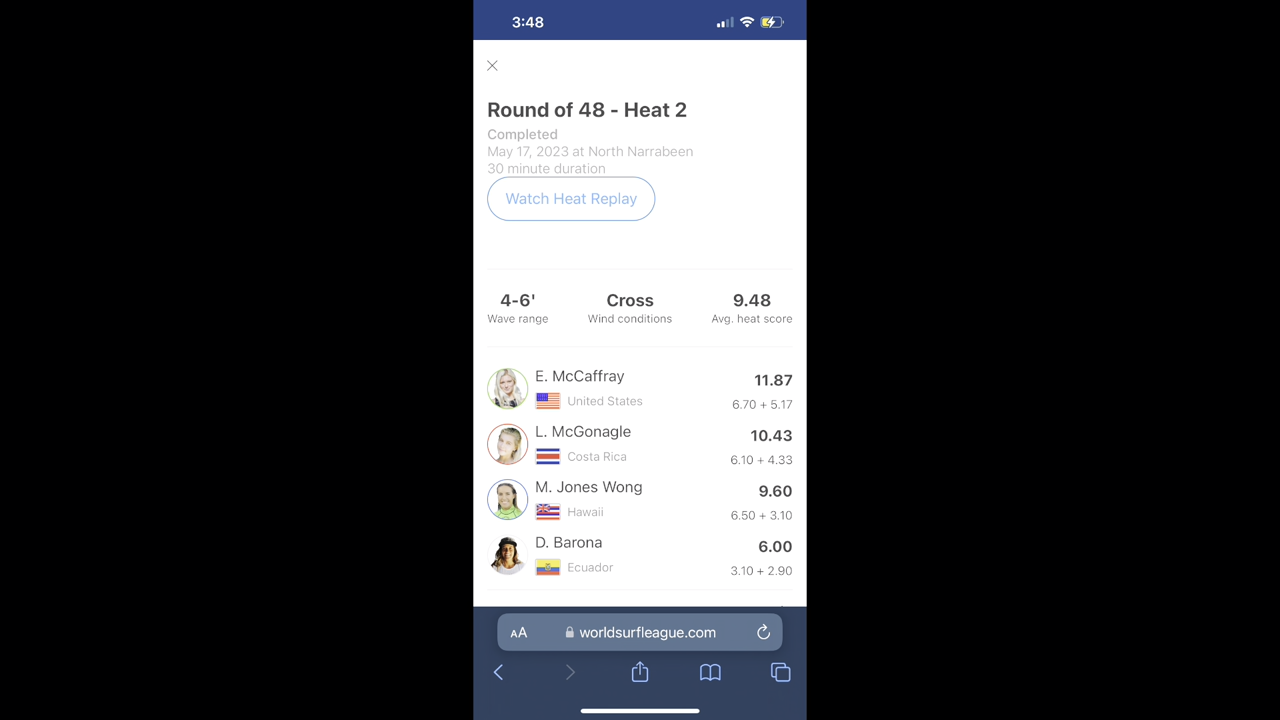 3:48
Round of 48 - Heat 2
Completed
May 17, 2023 at North Narrabeen
30 minute duration
Watch Heat Replay
4-6' Cross 9.48
Wave range Wind conditions Avg. heat score
E. McCaffray 11.87
United States 6.70 + 5.17
L. McGonagle 10.43
Costa Rica 6.10 + 4.33
M. Jones Wong 9.60
Hawaii 6.50 + 3.10
D. Barona 6.00
Ecuador 3.10 + 2.90
AA worldsurfleague.com